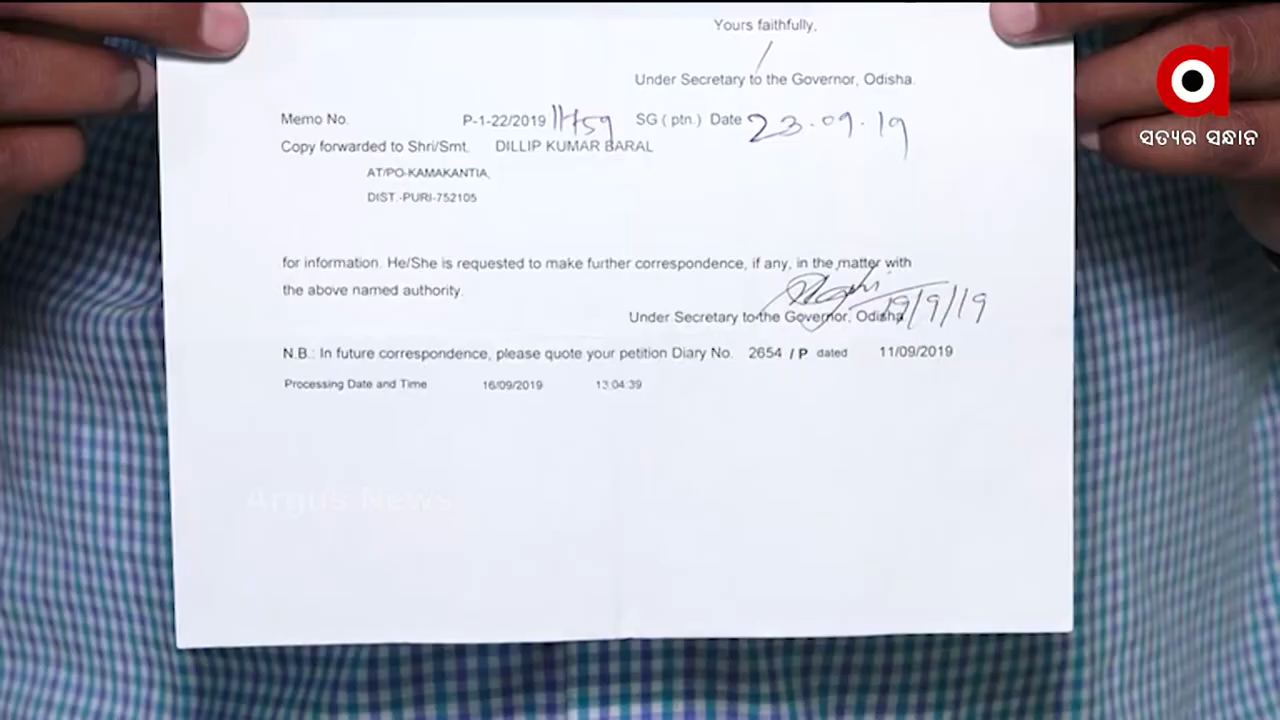 Yours faithfully,
Under Secretary to the Governor, Odisha.
Memo No. P-1-22/2019 11459 SG ( ptn.) Date 23.09.19
Copy forwarded to Shri/Smt. DILLIP KUMAR BARAL
AT/PO-KAMAKANTIA,
DIST.-PURI-752105
for information. He/She is requested to make further correspondence, if any, in the matter with
the above named authority.
19/9/19
Under Secretary to the Governor, Odisha
N.B.: In future correspondence, please quote your petition Diary No. 2654 / P dated 11/09/2019
Processing Date and Time 16/09/2019 13:04:39
Argus News
ସତ୍ୟର ସନ୍ଧାନ